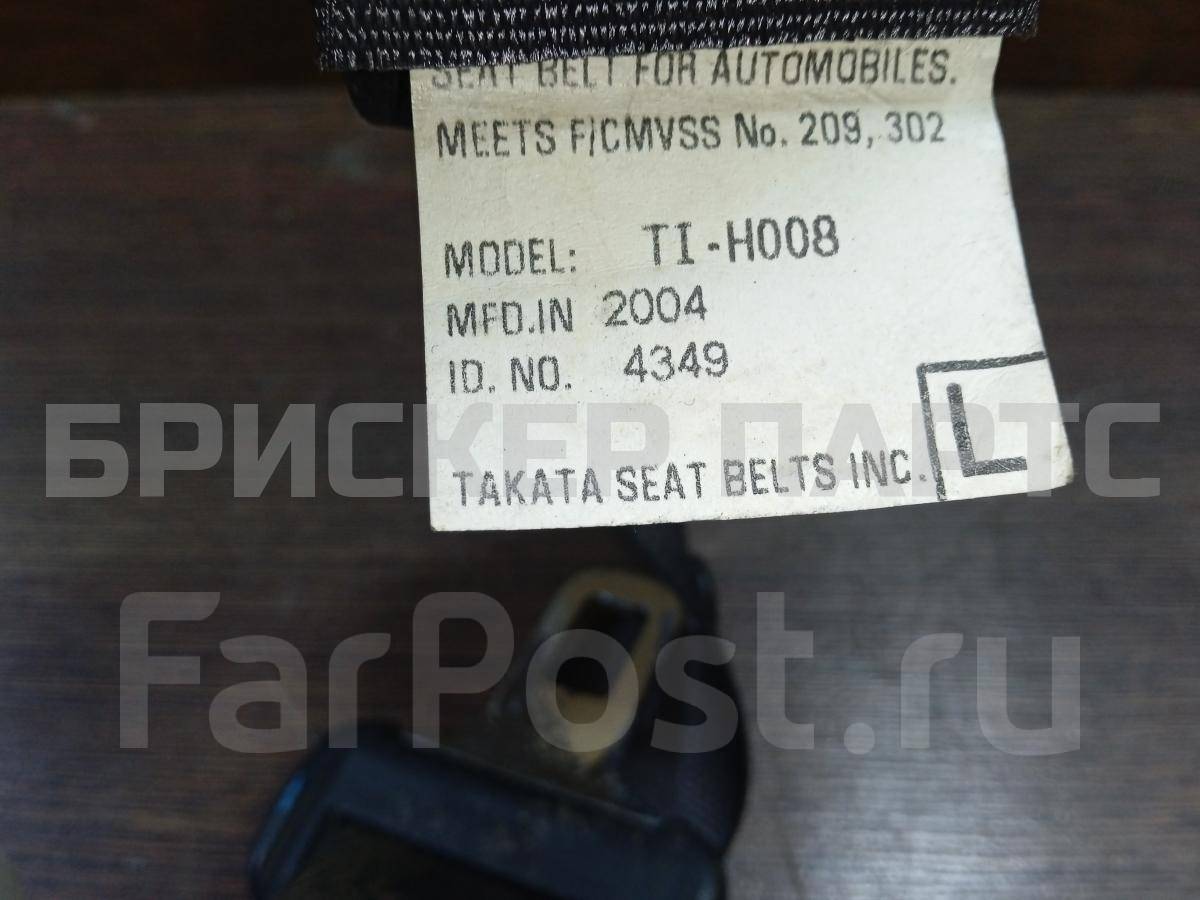 SEAT BELT FOR AUTOMOBILES.
MEETS F/CMVSS No. 209, 302
MODEL: TI-H008
MFD.IN 2004
ID. NO. 4349
L
БРИСКЕР ПАРТС
TAKATA SEAT BELTS INC.
FarPost.ru